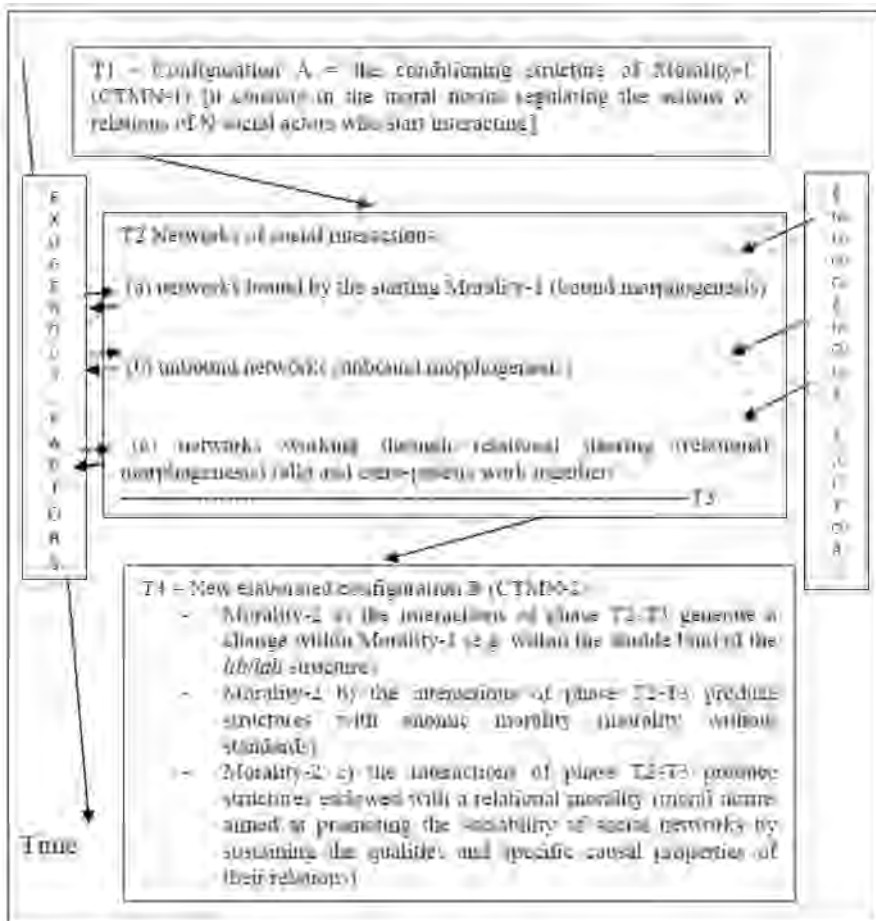 T1 – Configuration A = the conditioning structure of Morality-1
(CTMN-1) [it consists in the moral norms regulating the actions &
relations of N social actors who start interacting]
EXOGENOUS FACTORS
T2 Networks of social interactions
(a) networks bound by the starting Morality-1 (bound morphogenesis)
(b) unbound networks (unbound morphogenesis)
(c) networks working through relational sharing (relational
morphogenesis) (alter and ego work together)
T3
T4 – New elaborated configuration B (CTMN-2)
- Morality-2 a) the interactions of phase T2-T3 generate a
change within Morality-1 (e.g. within the double bind of the
lib/lab structure)
- Morality-2 b) the interactions of phase T2-T3 produce
structures with anomic morality (morality without
standards)
- Morality-2 c) the interactions of phase T2-T3 produce
structures endowed with a relational morality (moral norms
aimed at promoting the sociability of social networks by
sustaining the qualities and specific causal properties of
their relations)
Time